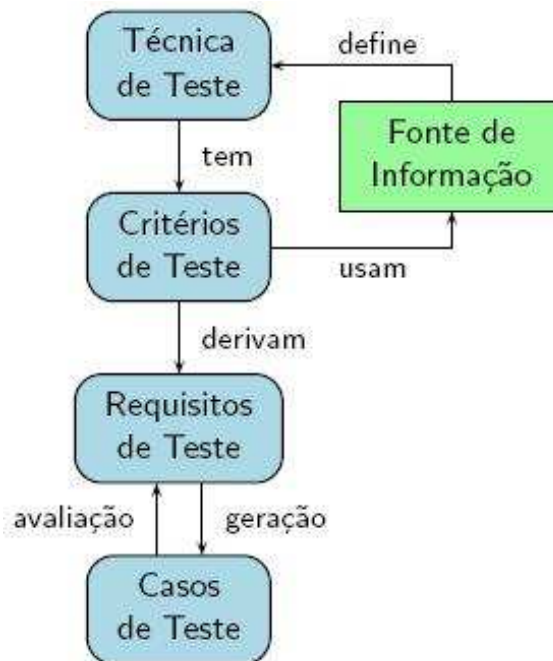 Técnica
de Teste
define
Fonte de
Informação
tem
Critérios
de Teste
usam
derivam
Requisitos
de Teste
avaliação
geração
Casos
de Teste